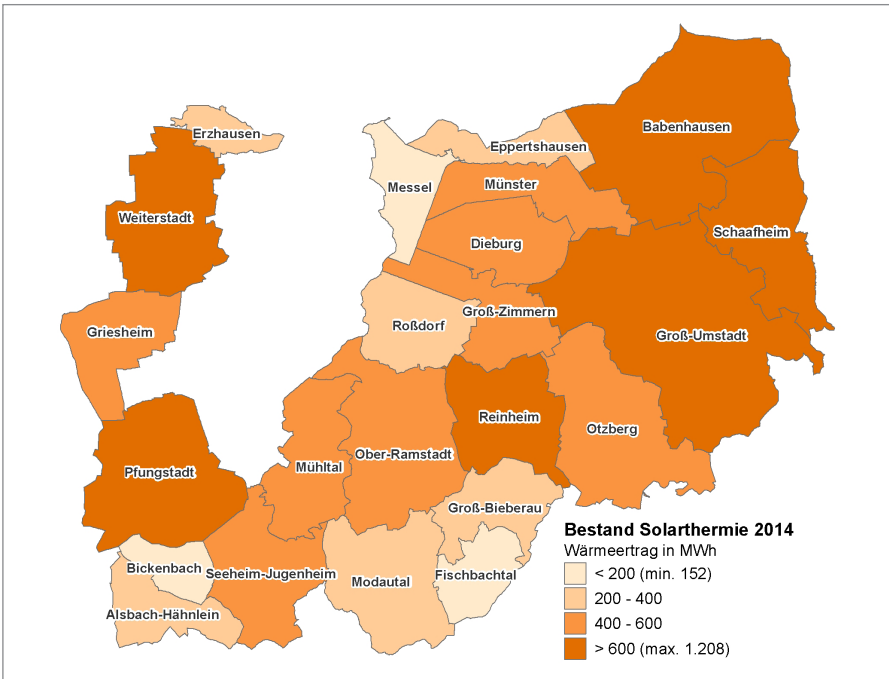 Babenhausen
Erzhausen
Eppertshausen
Messel
Münster
Weiterstadt
Schaafheim
Dieburg
Groß-Zimmern
Roßdorf
Griesheim
Groß-Umstadt
Reinheim
Otzberg
Ober-Ramstadt
Mühltal
Pfungstadt
Groß-Bieberau
Bickenbach
Seeheim-Jugenheim
Modautal
Fischbachtal
Alsbach-Hähnlein
Bestand Solarthermie 2014
Wärmeertrag in MWh
< 200 (min. 152)
200 - 400
400 - 600
> 600 (max. 1.208)